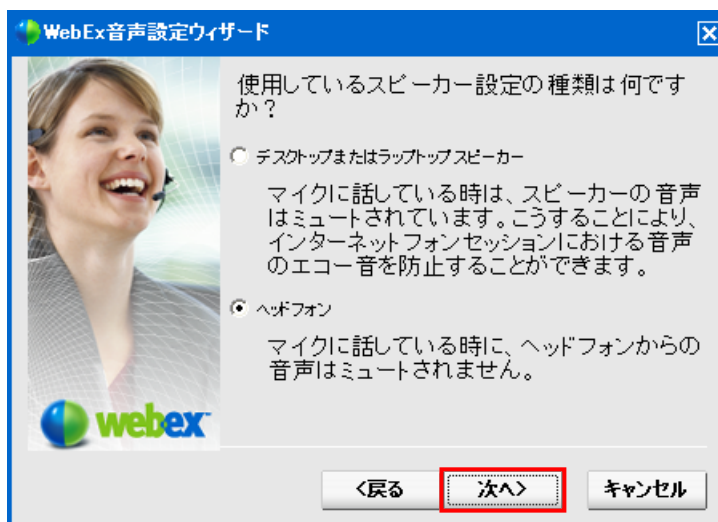 WebEx音声設定ウィザード
使用しているスピーカー設定の種類は何です
か？
デスクトップまたはラップトップスピーカー
マイクに話している時は、スピーカーの音声
はミュートされています。こうすることにより、
インターネットフォンセッションにおける音声
のエコー音を防止することができます。
ヘッドフォン
マイクに話している時に、ヘッドフォンからの
音声はミュートされません。
webex
<戻る
次へ>
キャンセル